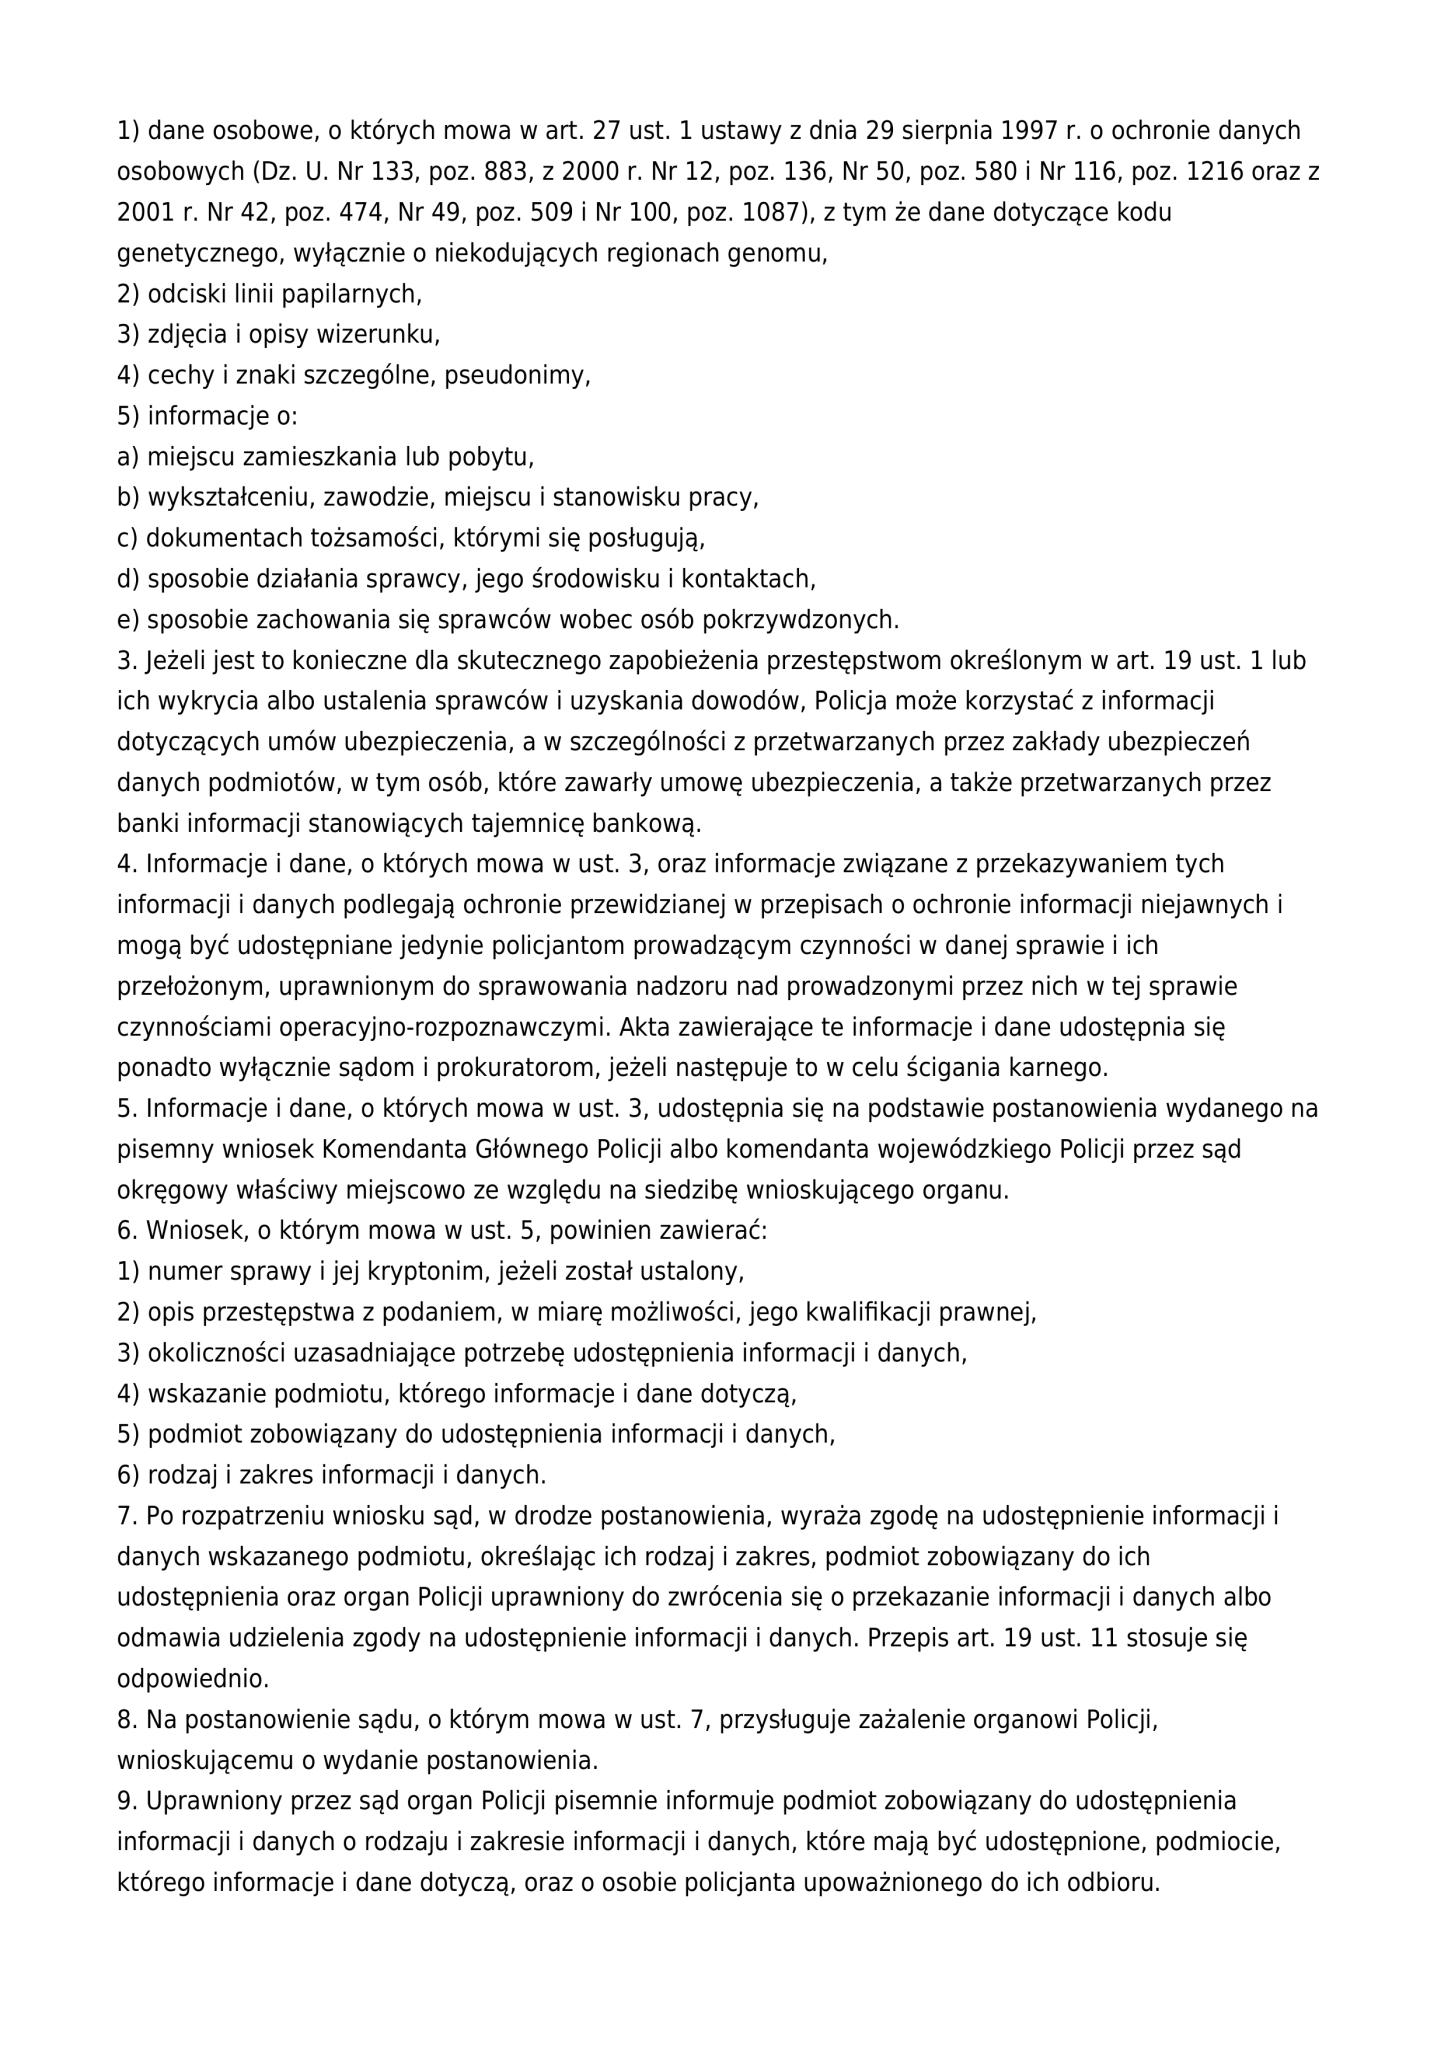 1) dane osobowe, o których mowa w art. 27 ust. 1 ustawy z dnia 29 sierpnia 1997 r. o ochronie danych
osobowych (Dz. U. Nr 133, poz. 883, z 2000 r. Nr 12, poz. 136, Nr 50, poz. 580 i Nr 116, poz. 1216 oraz z
2001 r. Nr 42, poz. 474, Nr 49, poz. 509 i Nr 100, poz. 1087), z tym że dane dotyczące kodu
genetycznego, wyłącznie o niekodujących regionach genomu,
2) odciski linii papilarnych,
3) zdjęcia i opisy wizerunku,
4) cechy i znaki szczególne, pseudonimy,
5) informacje o:
a) miejscu zamieszkania lub pobytu,
b) wykształceniu, zawodzie, miejscu i stanowisku pracy,
c) dokumentach tożsamości, którymi się posługują,
d) sposobie działania sprawcy, jego środowisku i kontaktach,
e) sposobie zachowania się sprawców wobec osób pokrzywdzonych.
3. Jeżeli jest to konieczne dla skutecznego zapobieżenia przestępstwom określonym w art. 19 ust. 1 lub
ich wykrycia albo ustalenia sprawców i uzyskania dowodów, Policja może korzystać z informacji
dotyczących umów ubezpieczenia, a w szczególności z przetwarzanych przez zakłady ubezpieczeń
danych podmiotów, w tym osób, które zawarły umowę ubezpieczenia, a także przetwarzanych przez
banki informacji stanowiących tajemnicę bankową.
4. Informacje i dane, o których mowa w ust. 3, oraz informacje związane z przekazywaniem tych
informacji i danych podlegają ochronie przewidzianej w przepisach o ochronie informacji niejawnych i
mogą być udostępniane jedynie policjantom prowadzącym czynności w danej sprawie i ich
przełożonym, uprawnionym do sprawowania nadzoru nad prowadzonymi przez nich w tej sprawie
czynnościami operacyjno-rozpoznawczymi. Akta zawierające te informacje i dane udostępnia się
ponadto wyłącznie sądom i prokuratorom, jeżeli następuje to w celu ścigania karnego.
5. Informacje i dane, o których mowa w ust. 3, udostępnia się na podstawie postanowienia wydanego na
pisemny wniosek Komendanta Głównego Policji albo komendanta wojewódzkiego Policji przez sąd
okręgowy właściwy miejscowo ze względu na siedzibę wnioskującego organu.
6. Wniosek, o którym mowa w ust. 5, powinien zawierać:
1) numer sprawy i jej kryptonim, jeżeli został ustalony,
2) opis przestępstwa z podaniem, w miarę możliwości, jego kwalifikacji prawnej,
3) okoliczności uzasadniające potrzebę udostępnienia informacji i danych,
4) wskazanie podmiotu, którego informacje i dane dotyczą,
5) podmiot zobowiązany do udostępnienia informacji i danych,
6) rodzaj i zakres informacji i danych.
7. Po rozpatrzeniu wniosku sąd, w drodze postanowienia, wyraża zgodę na udostępnienie informacji i
danych wskazanego podmiotu, określając ich rodzaj i zakres, podmiot zobowiązany do ich
udostępnienia oraz organ Policji uprawniony do zwrócenia się o przekazanie informacji i danych albo
odmawia udzielenia zgody na udostępnienie informacji i danych. Przepis art. 19 ust. 11 stosuje się
odpowiednio.
8. Na postanowienie sądu, o którym mowa w ust. 7, przysługuje zażalenie organowi Policji,
wnioskującemu o wydanie postanowienia.
9. Uprawniony przez sąd organ Policji pisemnie informuje podmiot zobowiązany do udostępnienia
informacji i danych o rodzaju i zakresie informacji i danych, które mają być udostępnione, podmiocie,
którego informacje i dane dotyczą, oraz o osobie policjanta upoważnionego do ich odbioru.